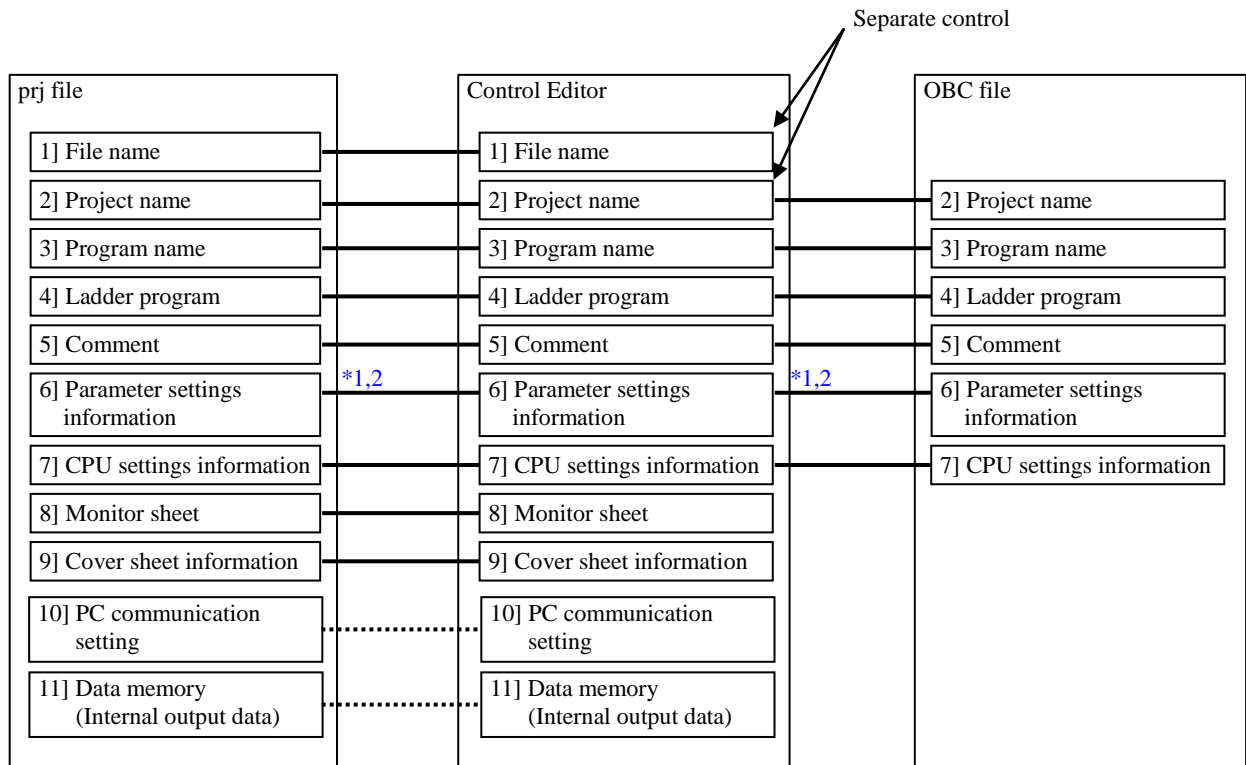 Separate control
prj file
Control Editor
OBC file
1] File name
1] File name
2] Project name
2] Project name
2] Project name
3] Program name
3] Program name
3] Program name
4] Ladder program
4] Ladder program
4] Ladder program
5] Comment
5] Comment
5] Comment
6] Parameter settings
information
*1,2
6] Parameter settings
information
*1,2
6] Parameter settings
information
7] CPU settings information
7] CPU settings information
7] CPU settings information
8] Monitor sheet
8] Monitor sheet
9] Cover sheet information
9] Cover sheet information
10] PC communication
setting
10] PC communication
setting
11] Data memory
(Internal output data)
11] Data memory
(Internal output data)